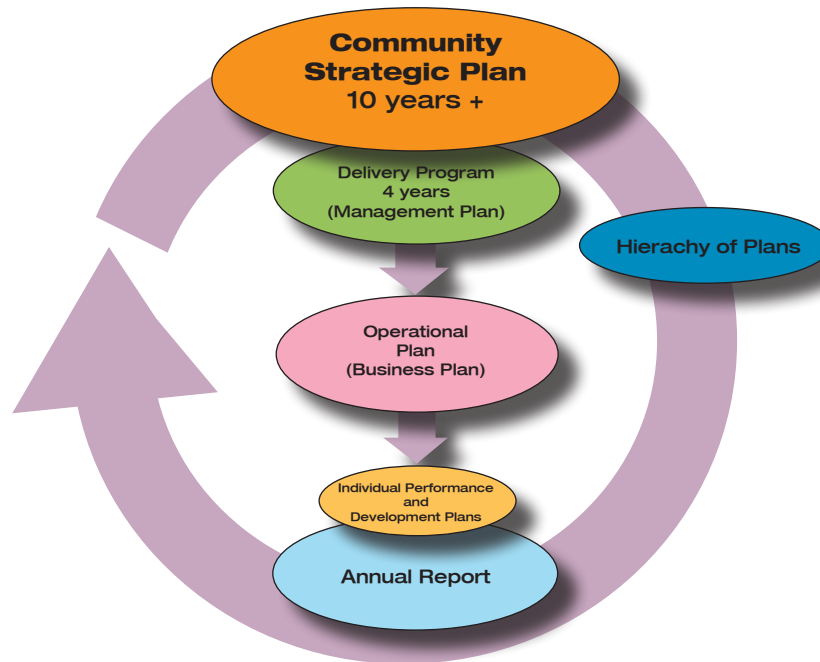 Community
Strategic Plan
10 years +
Delivery Program
4 years
(Management Plan)
Hierachy of Plans
Operational
Plan
(Business Plan)
Individual Performance
and
Development Plans
Annual Report